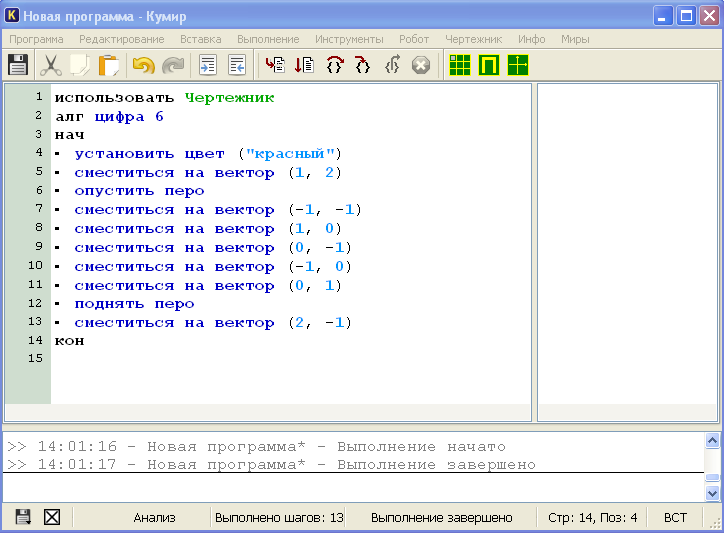 Новая программа - Кумир
Программа Редактирование Вставка Выполнение Инструменты Робот Чертежник Инфо Миры
1 использовать Чертежник
2 алг цифра 6
3 нач
4 ▪ установить цвет ("красный")
5 ▪ сместиться на вектор (1, 2)
6 ▪ опустить перо
7 ▪ сместиться на вектор (-1, -1)
8 ▪ сместиться на вектор (1, 0)
9 ▪ сместиться на вектор (0, -1)
10 ▪ сместиться на вектор (-1, 0)
11 ▪ сместиться на вектор (0, 1)
12 ▪ поднять перо
13 ▪ сместиться на вектор (2, -1)
14 кон
15
>> 14:01:16 - Новая программа* - Выполнение начато
>> 14:01:17 - Новая программа* - Выполнение завершено
Анализ Выполнено шагов: 13 Выполнение завершено Стр: 14, Поз: 4 ВСТ